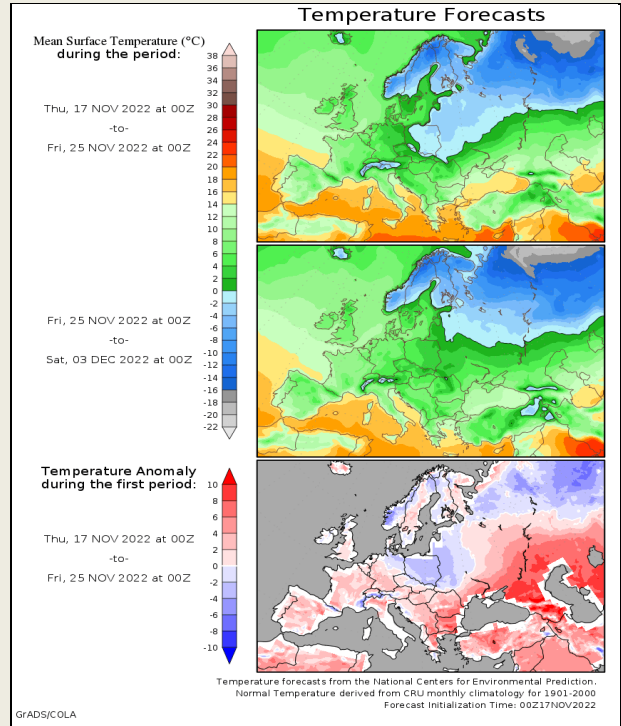 Temperature Forecasts
Mean Surface Temperature (°C)
during the period:
Thu, 17 NOV 2022 at 00Z
-to-
Fri, 25 NOV 2022 at 00Z
38
36
34
32
30
28
26
24
22
20
18
16
14
12
10
8
6
4
2
0
-2
-4
-6
-8
-10
-12
-14
-16
-18
-20
-22
Fri, 25 NOV 2022 at 00Z
-to-
Sat, 03 DEC 2022 at 00Z
Temperature Anomaly
during the first period:
Thu, 17 NOV 2022 at 00Z
-to-
Fri, 25 NOV 2022 at 00Z
10
8
6
4
2
0
-2
-4
-6
-8
-10
Temperature forecasts from the National Centers for Environmental Prediction.
Normal Temperature derived from CRU monthly climatology for 1901-2000
Forecast Initialization Time: 00Z17NOV2022
GrADS/COLA